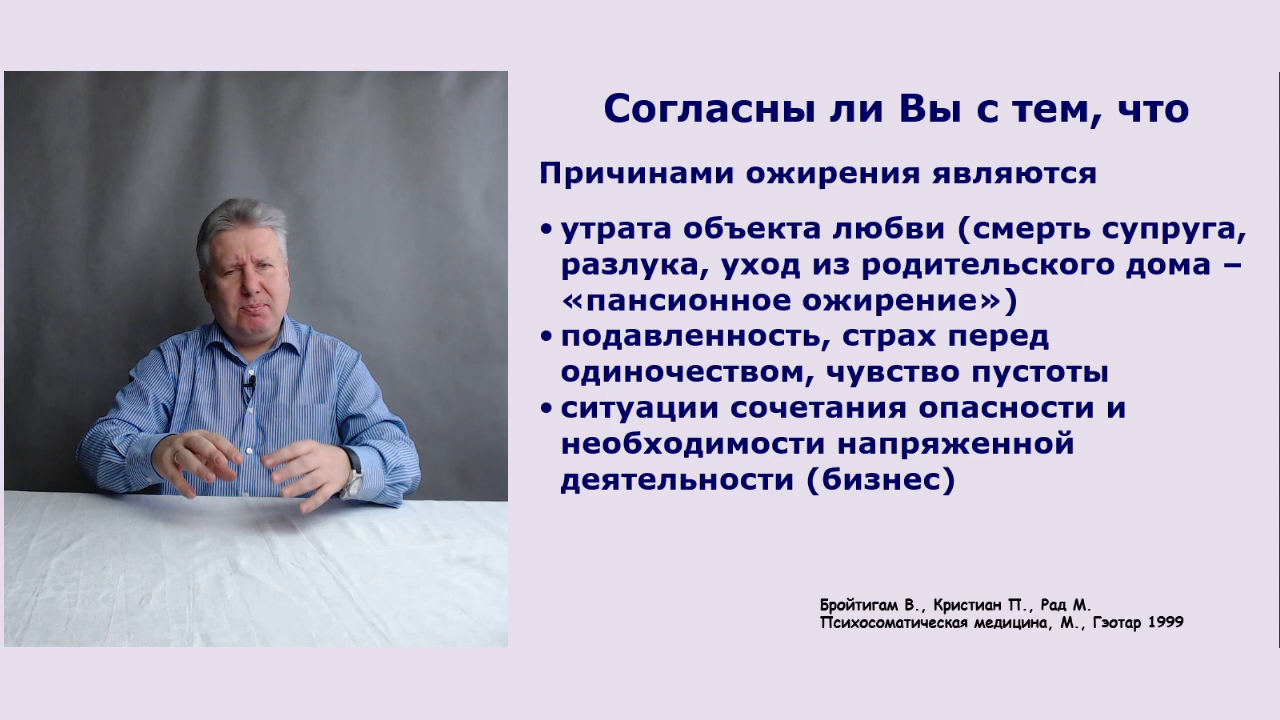 Согласны ли Вы с тем, что
Причинами ожирения являются
• утрата объекта любви (смерть супруга,
разлука, уход из родительского дома –
«пансионное ожирение»)
• подавленность, страх перед
одиночеством, чувство пустоты
• ситуации сочетания опасности и
необходимости напряженной
деятельности (бизнес)
Бройтигам В., Кристиан П., Рад М.
Психосоматическая медицина, М., Гэотар 1999